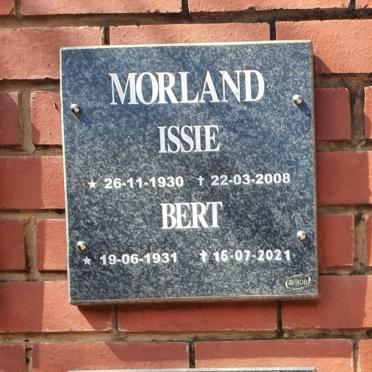 MORLAND
ISSIE
★ 26-11-1930 ✝ 22-03-2008
BERT
★ 19-06-1931 ✝ 16-07-2021